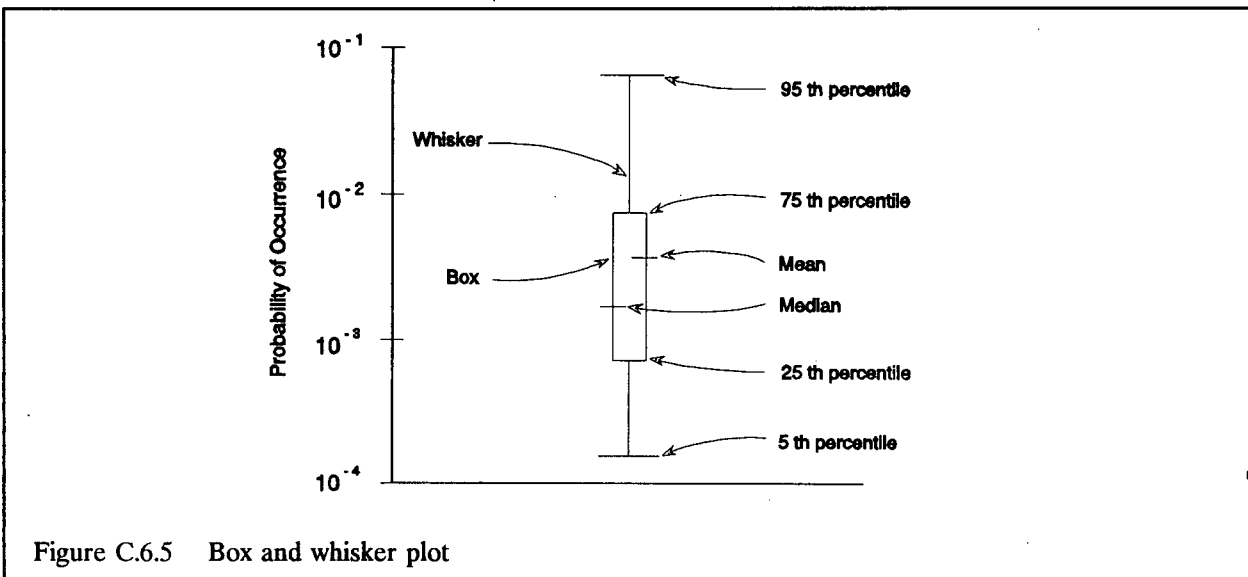 10⁻¹
95 th percentile
Whisker
10⁻²
75 th percentile
Probability of Occurrence
Mean
Box
Median
10⁻³
25 th percentile
5 th percentile
10⁻⁴
Figure C.6.5 Box and whisker plot